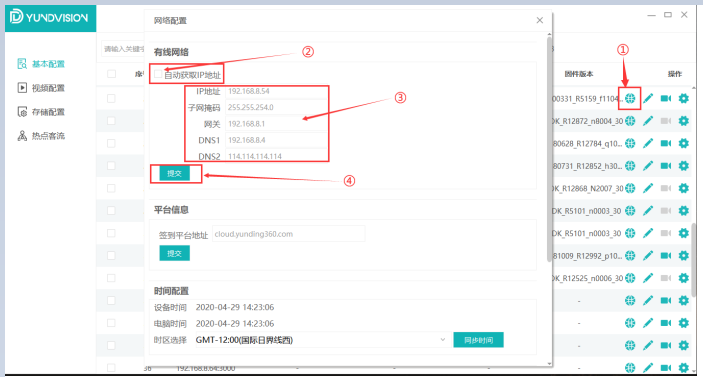 YUNDVISION
网络配置
请输入关键字
有线网络
②
①
固件版本
操作
基本配置
视频配置
存储配置
热点客流
自动获取IP地址
IP地址 192.168.8.54
子网掩码 255.255.254.0
网关 192.168.8.1
DNS1 192.168.8.4
DNS2 114.114.114.114
③
提交
④
00331_R5159_f1104...
DK_R12872_n8004_30
80628_R12784_q10...
80731_R12852_h30...
DK_R12868_N2007_30
DK_R5101_n0003_30
DK_R5101_n0003_30
81009_R12992_p10...
DK_R12525_n0006_30
平台信息
签到平台地址 cloud.yunding360.com
提交
时间配置
设备时间 2020-04-29 14:23:06
电脑时间 2020-04-29 14:23:06
时区选择 GMT-12:00(国际日界线西)
同步时间
192.168.8.64:3000